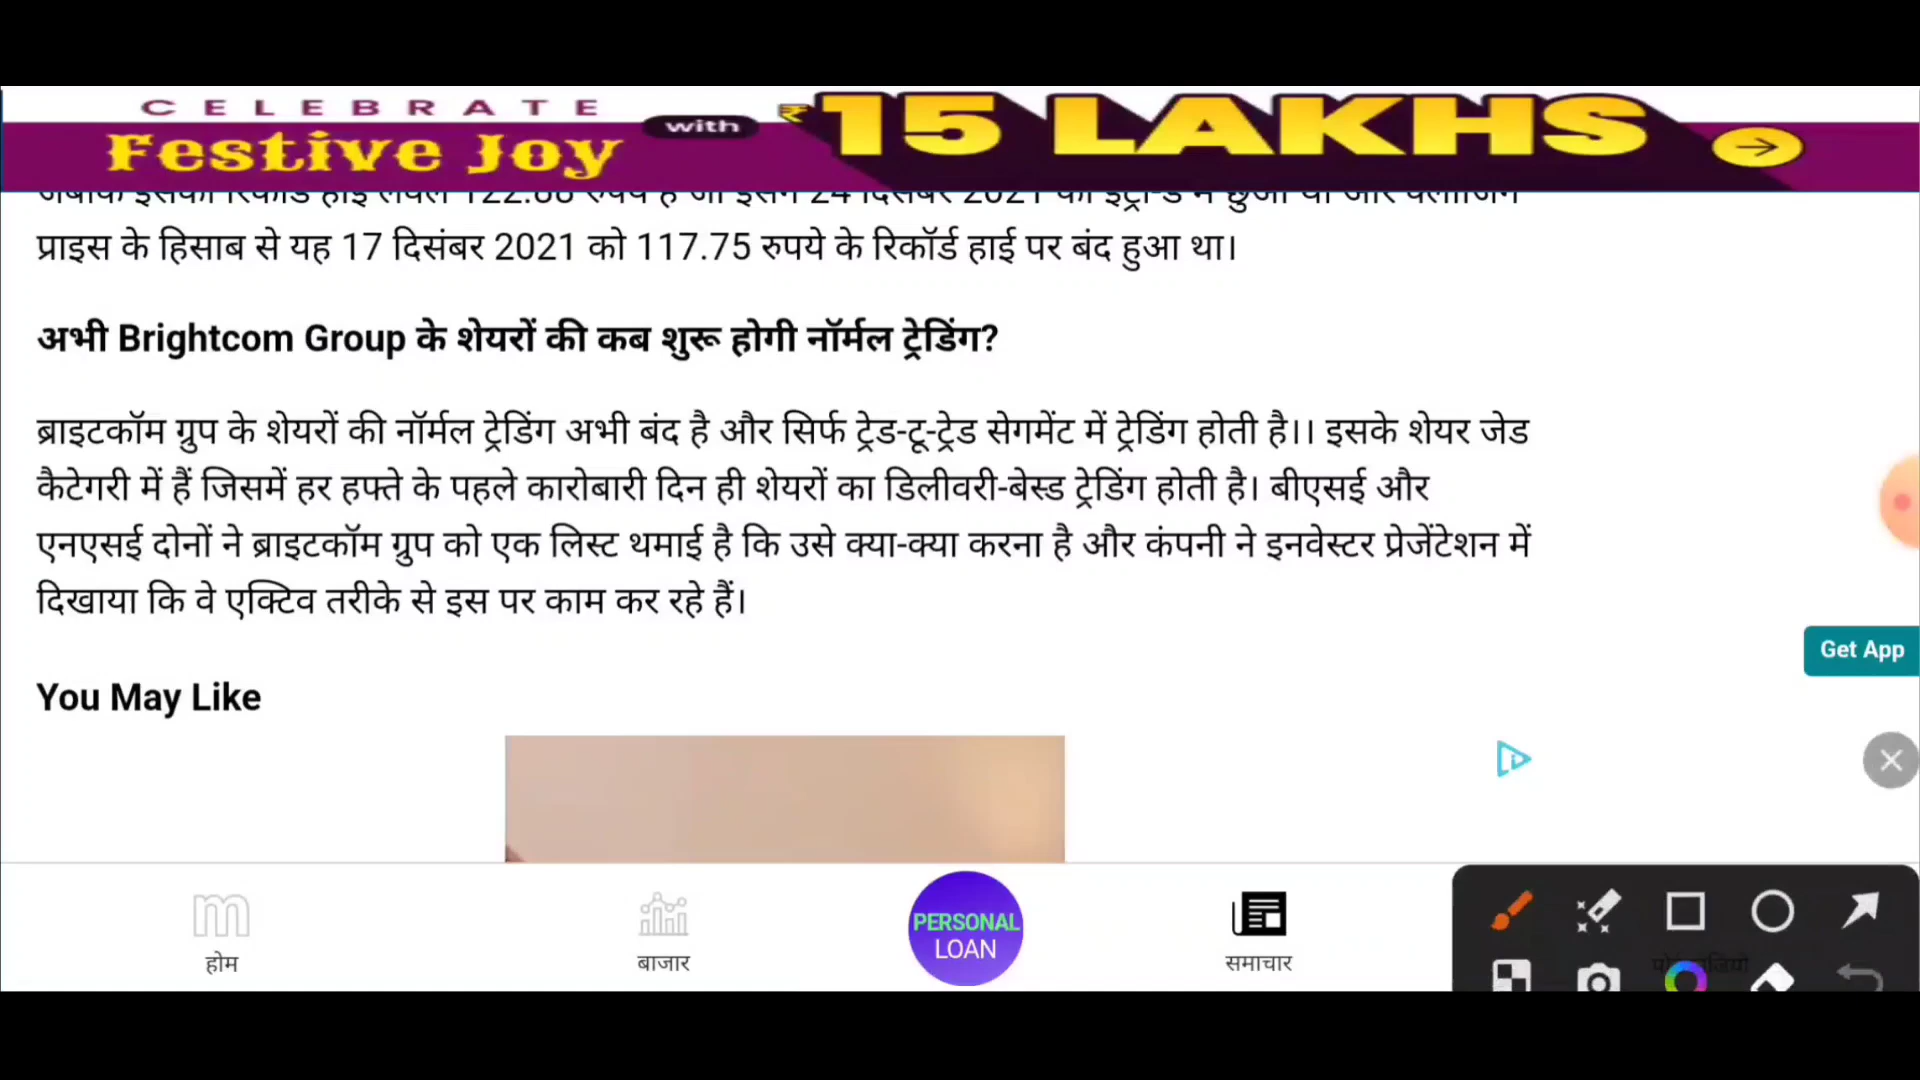 CELEBRATE
Festive Joy
with
₹15 LAKHS
प्राइस के हिसाब से यह 17 दिसंबर 2021 को 117.75 रुपये के रिकॉर्ड हाई पर बंद हुआ था।
अभी Brightcom Group के शेयरों की कब शुरू होगी नॉर्मल ट्रेडिंग?
ब्राइटकॉम ग्रुप के शेयरों की नॉर्मल ट्रेडिंग अभी बंद है और सिर्फ ट्रेड-टू-ट्रेड सेगमेंट में ट्रेडिंग होती है।। इसके शेयर जेड
कैटेगरी में हैं जिसमें हर हफ्ते के पहले कारोबारी दिन ही शेयरों का डिलीवरी-बेस्ड ट्रेडिंग होती है। बीएसई और
एनएसई दोनों ने ब्राइटकॉम ग्रुप को एक लिस्ट थमाई है कि उसे क्या-क्या करना है और कंपनी ने इनवेस्टर प्रेजेंटेशन में
दिखाया कि वे एक्टिव तरीके से इस पर काम कर रहे हैं।
Get App
You May Like
होम
बाजार
PERSONAL
LOAN
समाचार